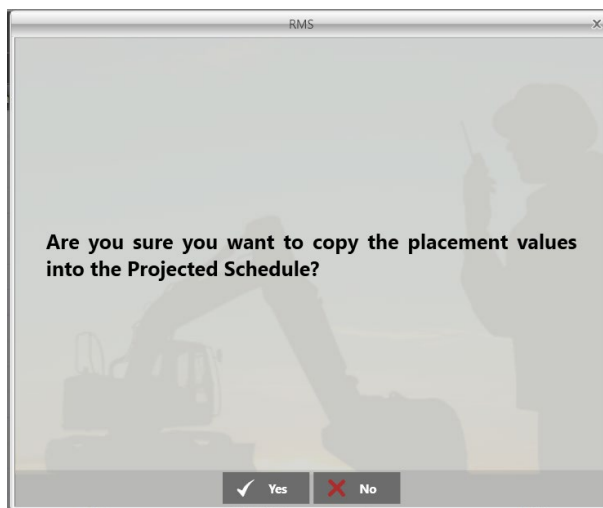 RMS
Are you sure you want to copy the placement values
into the Projected Schedule?
Yes No